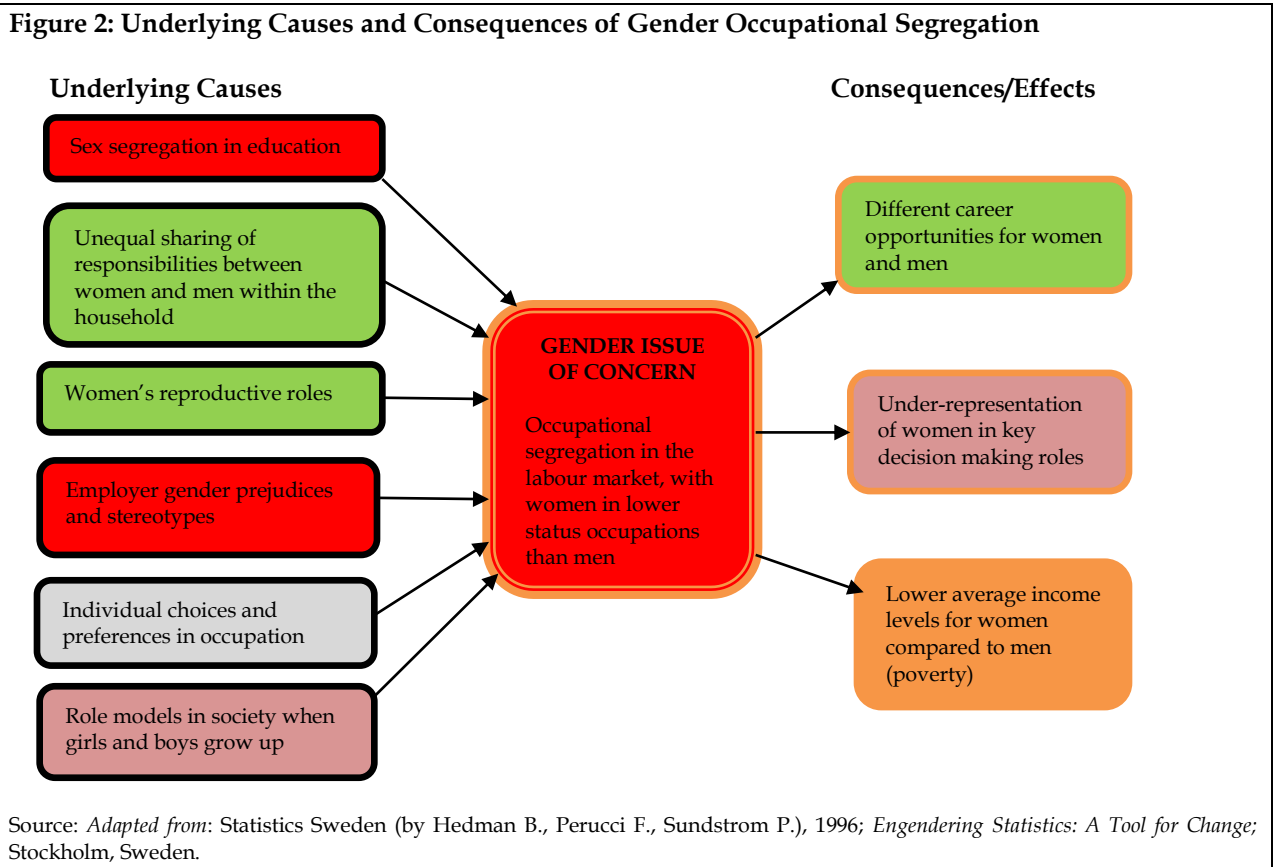 Figure 2: Underlying Causes and Consequences of Gender Occupational Segregation
Underlying Causes
Sex segregation in education
Unequal sharing of
responsibilities between
women and men within the
household
Women’s reproductive roles
Employer gender prejudices
and stereotypes
Individual choices and
preferences in occupation
Role models in society when
girls and boys grow up
GENDER ISSUE
OF CONCERN
Occupational
segregation in the
labour market, with
women in lower
status occupations
than men
Consequences/Effects
Different career
opportunities for women
and men
Under-representation
of women in key
decision making roles
Lower average income
levels for women
compared to men
(poverty)
Source: Adapted from: Statistics Sweden (by Hedman B., Perucci F., Sundstrom P.), 1996; Engendering Statistics: A Tool for Change;
Stockholm, Sweden.